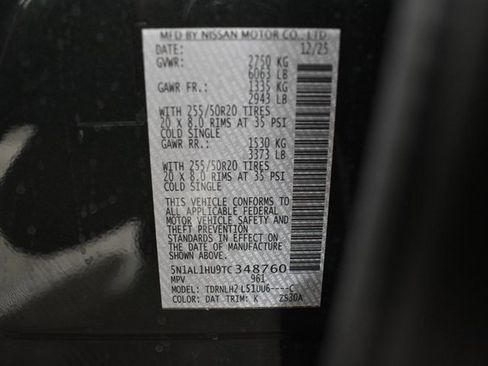 MFD BY NISSAN MOTOR CO., LTD.
DATE: 12/25
GVWR: 2750 KG
6063 LB
GAWR FR.: 1335 KG
2943 LB
WITH 255/50R20 TIRES
20 x 8.0 RIMS AT 35 PSI
COLD SINGLE
GAWR RR.: 1530 KG
3373 LB
WITH 255/50R20 TIRES
20 x 8.0 RIMS AT 35 PSI
COLD SINGLE
THIS VEHICLE CONFORMS TO
ALL APPLICABLE FEDERAL
MOTOR VEHICLE SAFETY AND
THEFT PREVENTION
STANDARDS IN EFFECT ON
THE DATE OF MANUFACTURE
SHOWN ABOVE.
5N1AL1HU9TC348760
MPV 961
MODEL: TDRNLHZ L51UU6----C
COLOR: DAT TRIM: K ZS30A